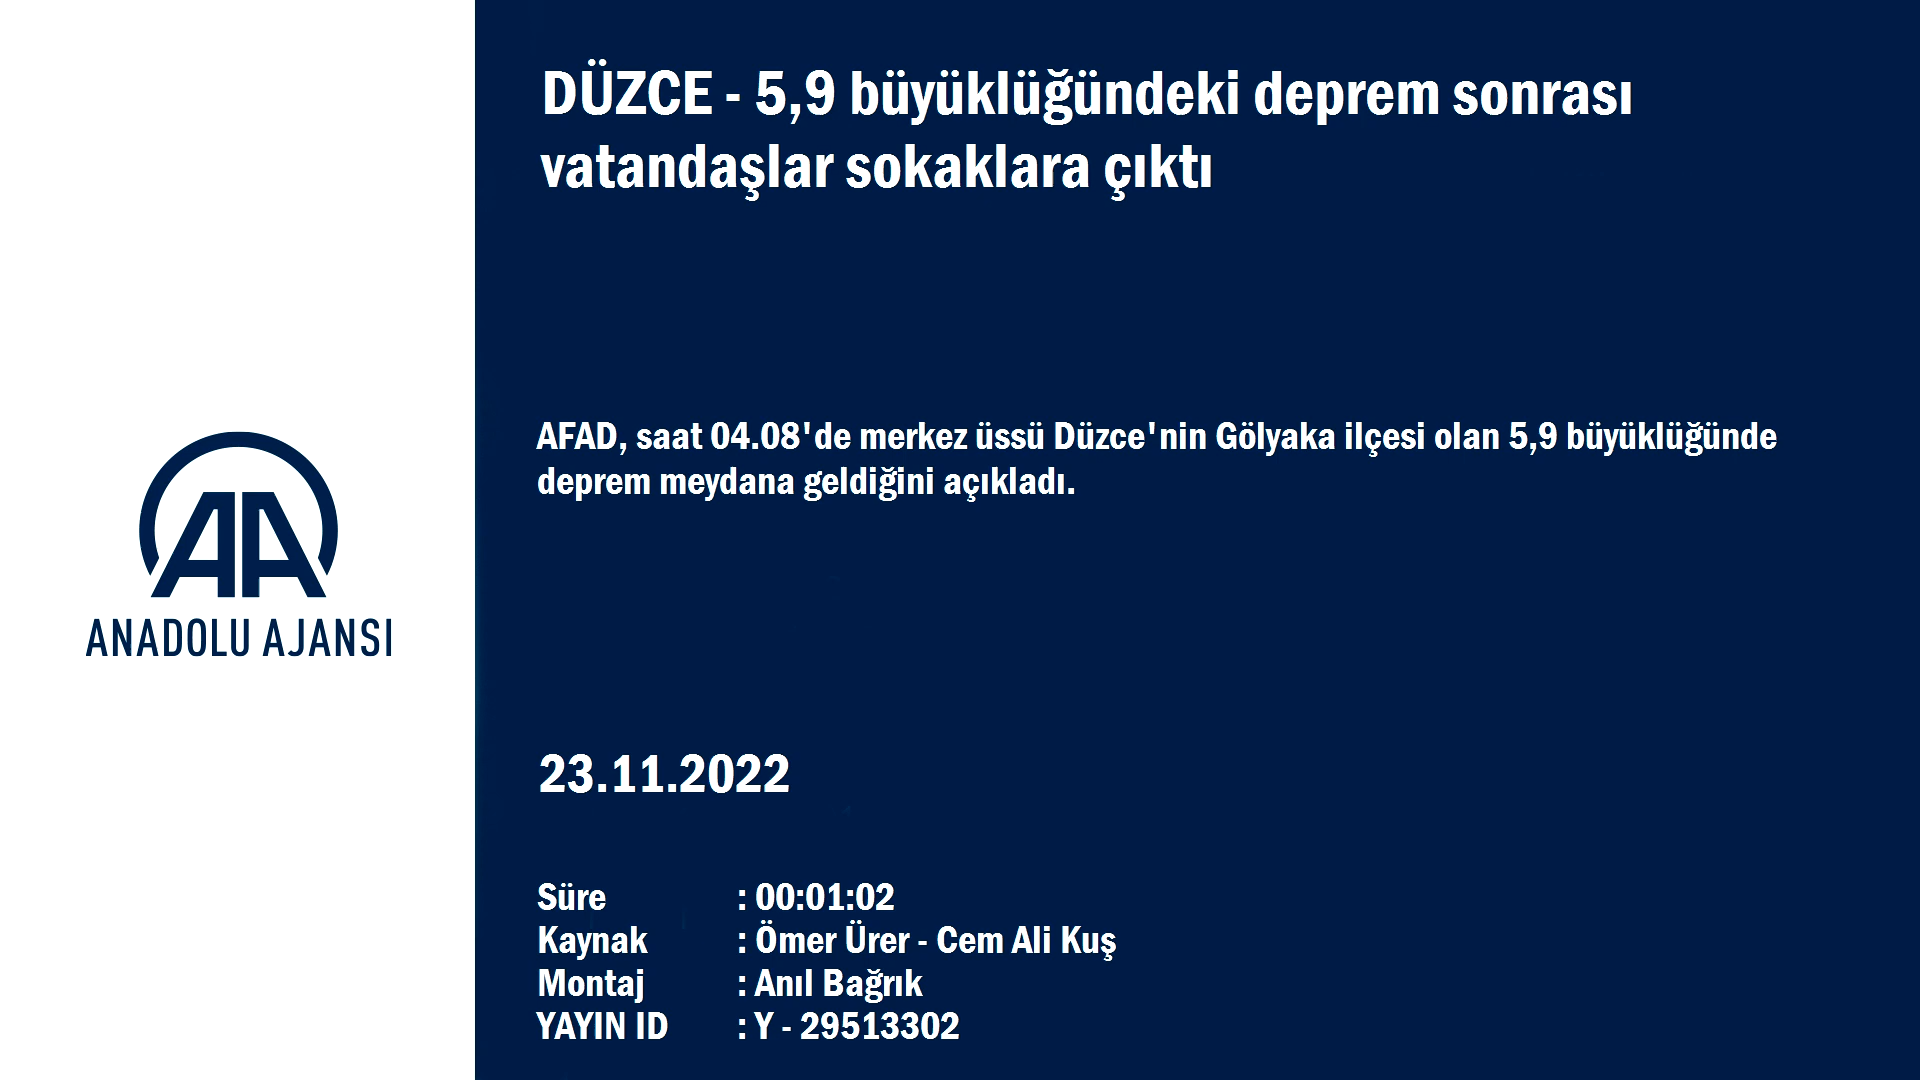 DÜZCE - 5,9 büyüklüğündeki deprem sonrası
vatandaşlar sokaklara çıktı
AFAD, saat 04.08'de merkez üssü Düzce'nin Gölyaka ilçesi olan 5,9 büyüklüğünde
deprem meydana geldiğini açıkladı.
AA
ANADOLU AJANSI
23.11.2022
Süre : 00:01:02
Kaynak : Ömer Ürer - Cem Ali Kuş
Montaj : Anıl Bağrık
YAYIN ID : Y - 29513302